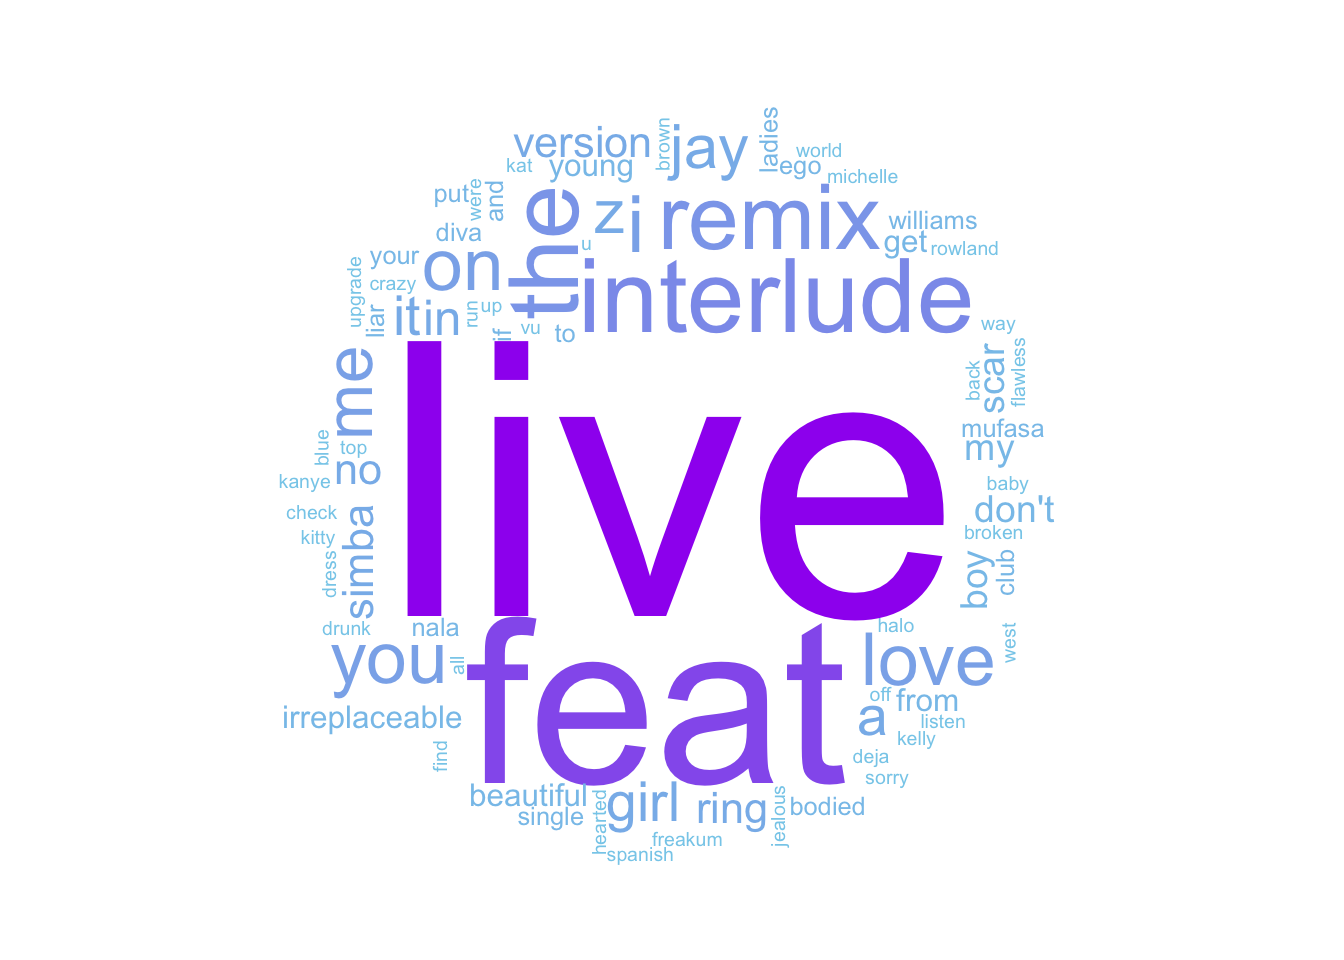 version
brown
jay
ladies
world
kat
young
ego
michelle
put
were
and
the
z
i
remix
williams
diva
u
get
rowland
your
on
interlude
upgrade
crazy
liar
it
in
run
up
if
vu
to
way
me
live
back
scar
flawless
blue
top
mufasa
kanye
no
my
check
simba
baby
don't
kitty
broken
dress
boy
club
drunk
nala
halo
west
you
all
feat
love
off
from
irreplaceable
a
listen
find
kelly
deja
beautiful
sorry
single
hearted
girl
ring
jealous
bodied
freakum
spanish